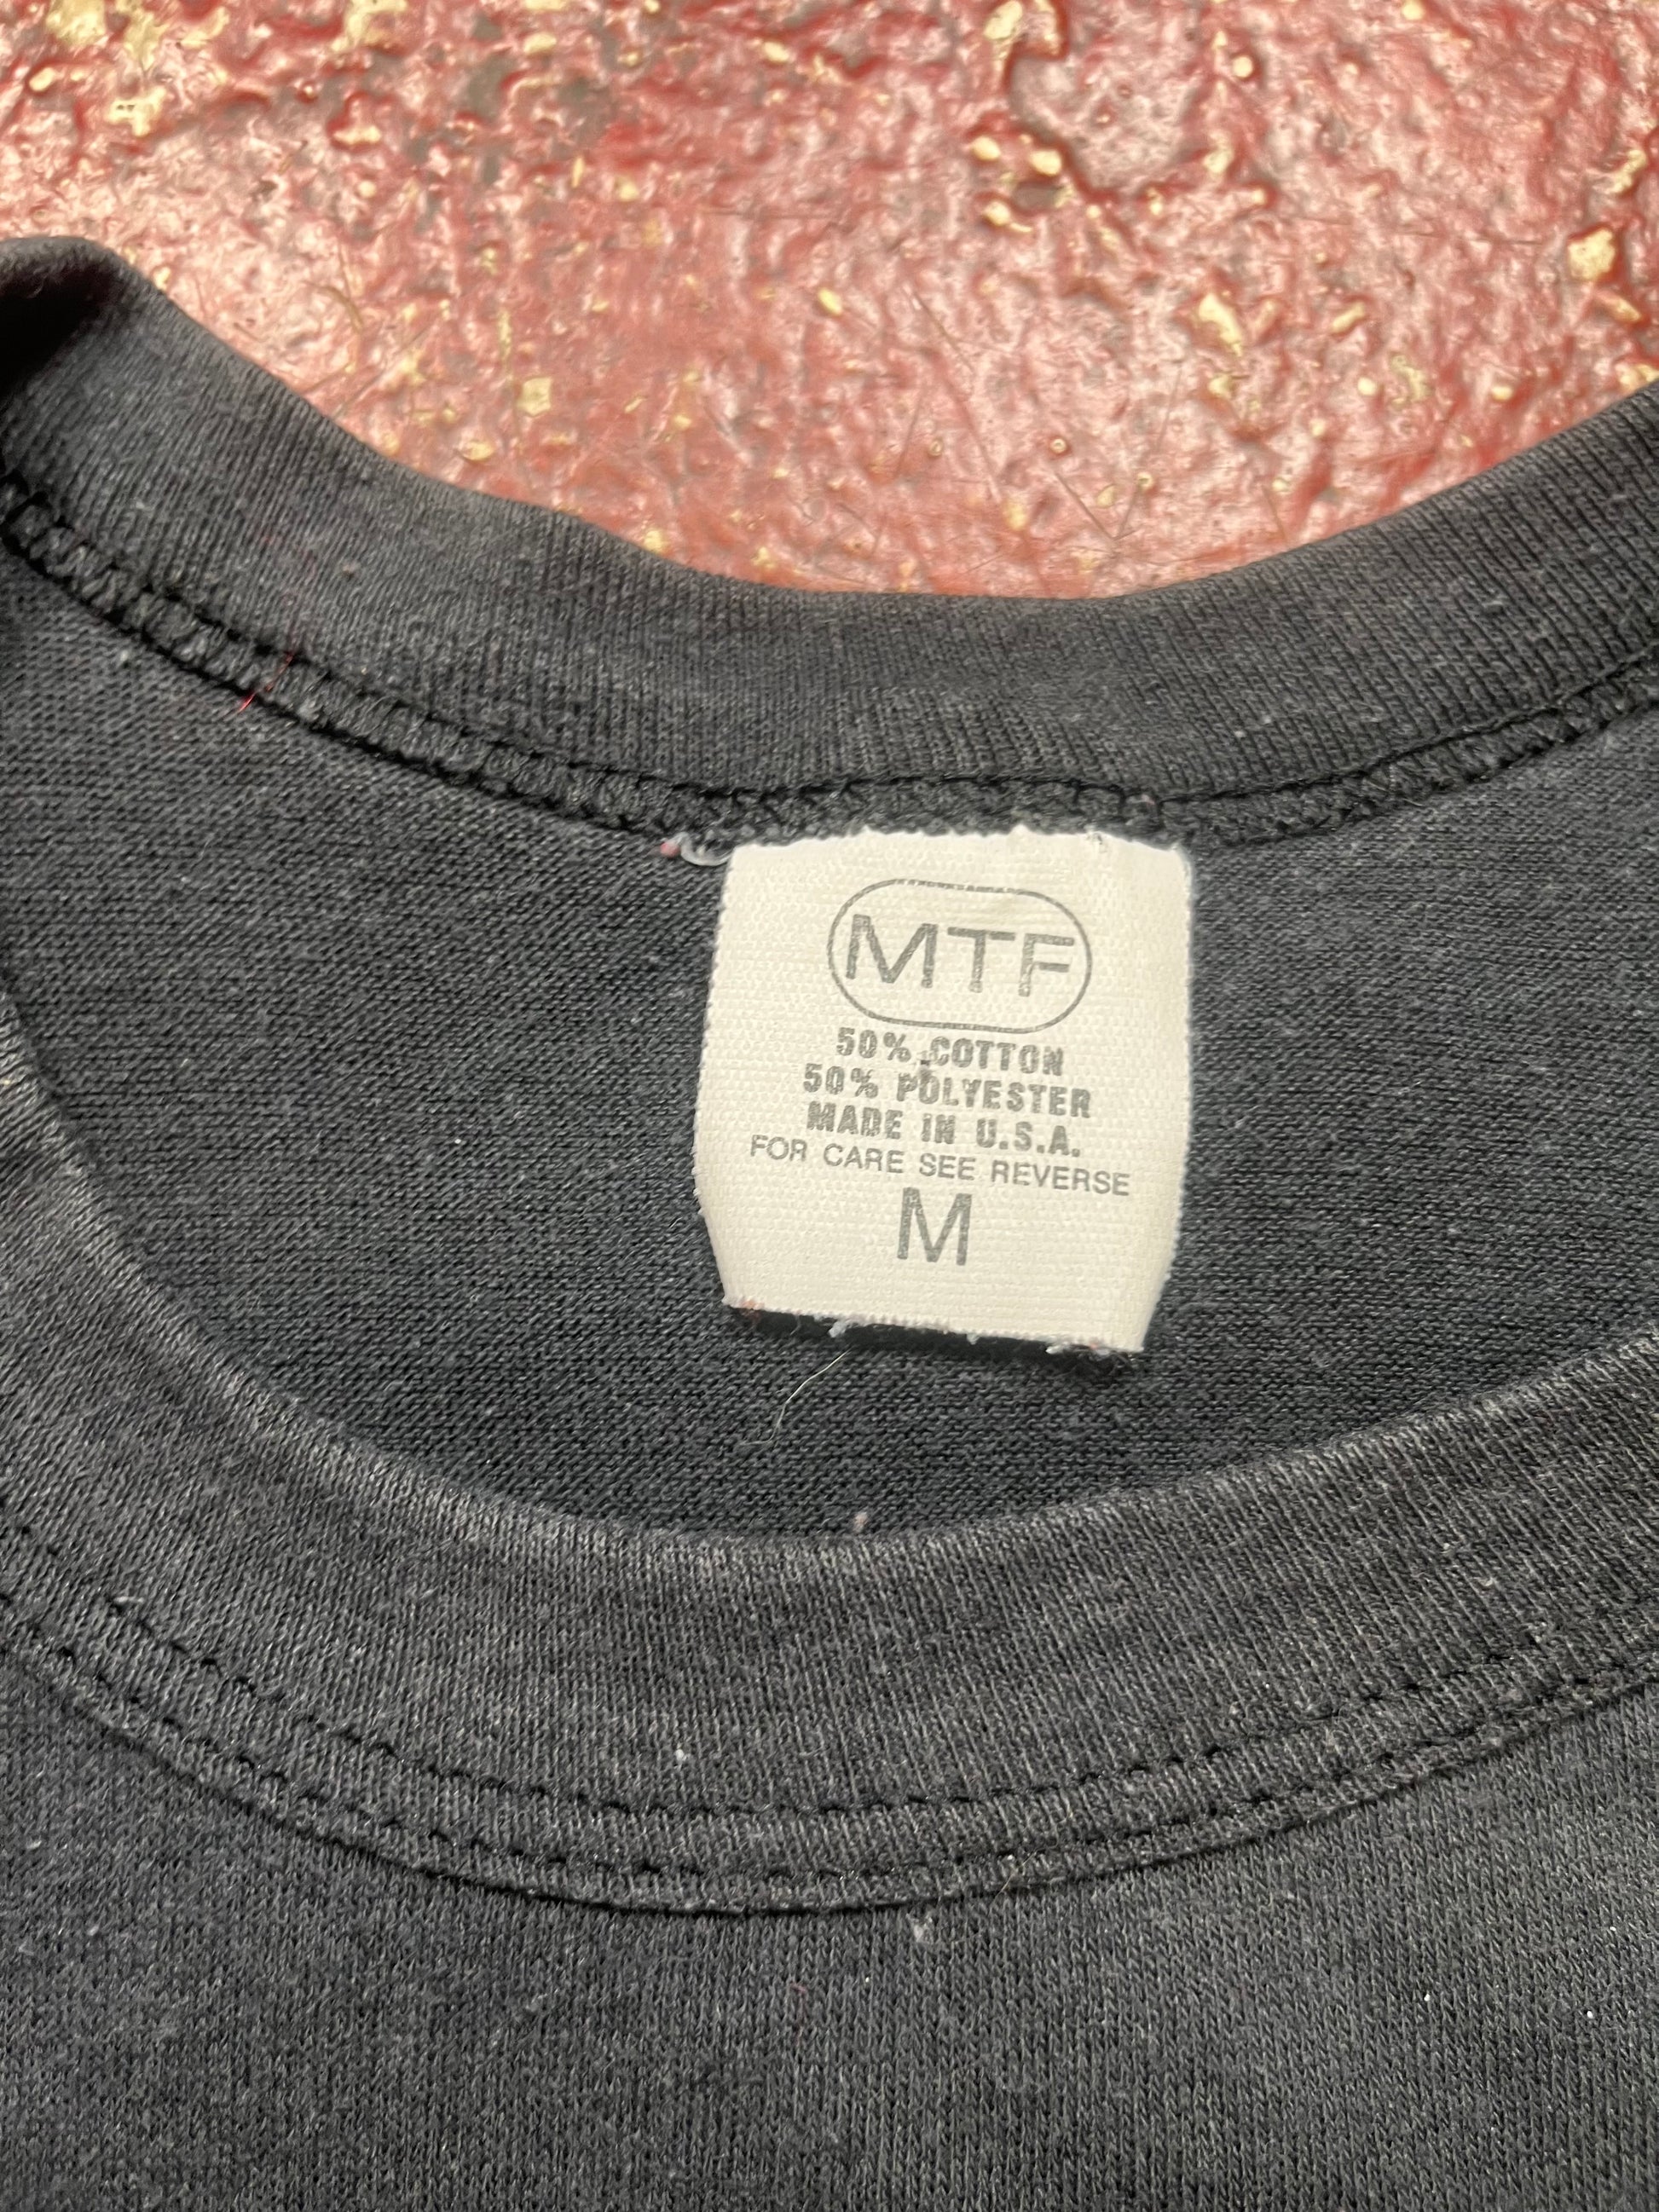 MTF
50% COTTON
50% POLYESTER
MADE IN U.S.A.
FOR CARE SEE REVERSE
M